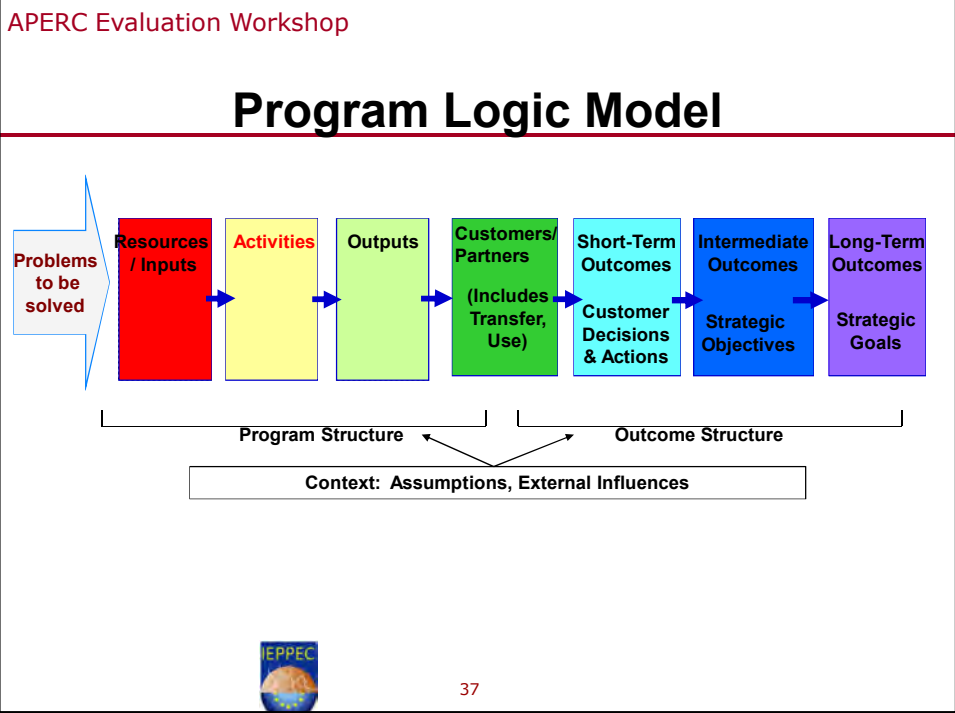 APERC Evaluation Workshop
Program Logic Model
Problems
to be
solved
Resources
/ Inputs
Activities
Outputs
Customers/
Partners
(Includes
Transfer,
Use)
Short-Term
Outcomes
Customer
Decisions
& Actions
Intermediate
Outcomes
Strategic
Objectives
Long-Term
Outcomes
Strategic
Goals
Program Structure
Outcome Structure
Context: Assumptions, External Influences
IEPPEC
37